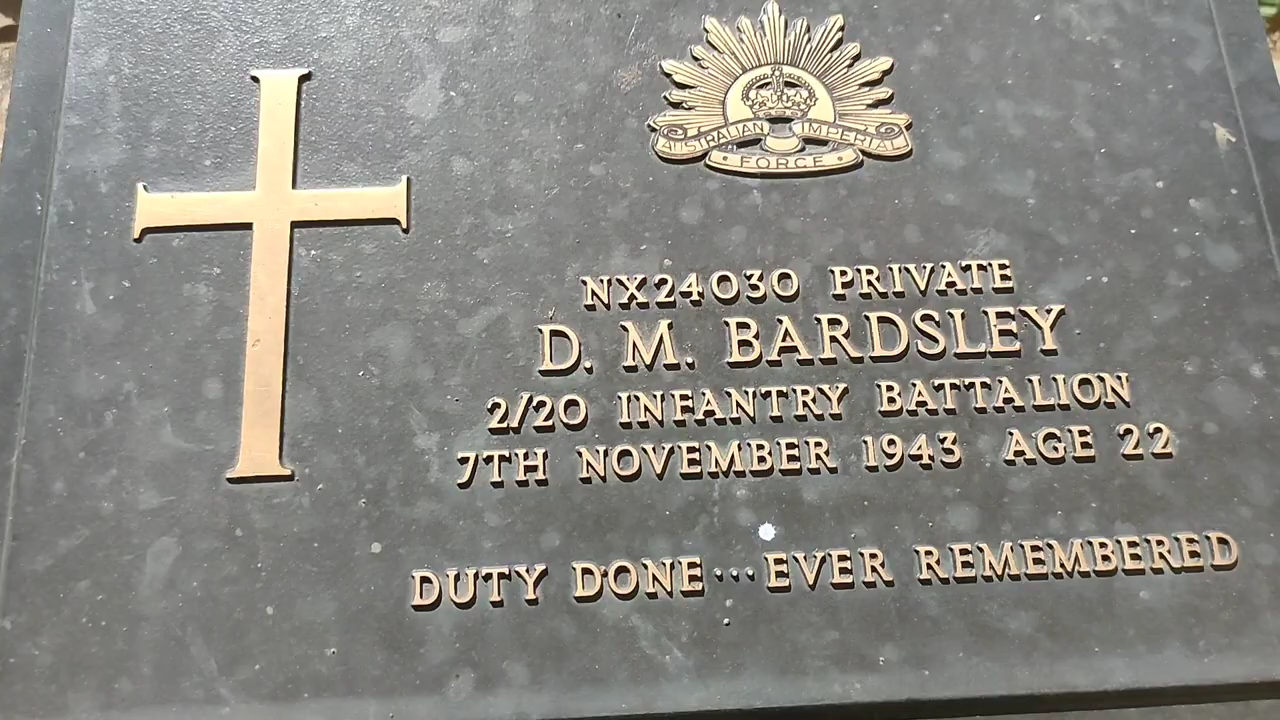 AUSTRALIAN IMPERIAL
FORCE
NX24030 PRIVATE
D. M. BARDSLEY
2/20 INFANTRY BATTALION
7TH NOVEMBER 1943 AGE 22
DUTY DONE...EVER REMEMBERED